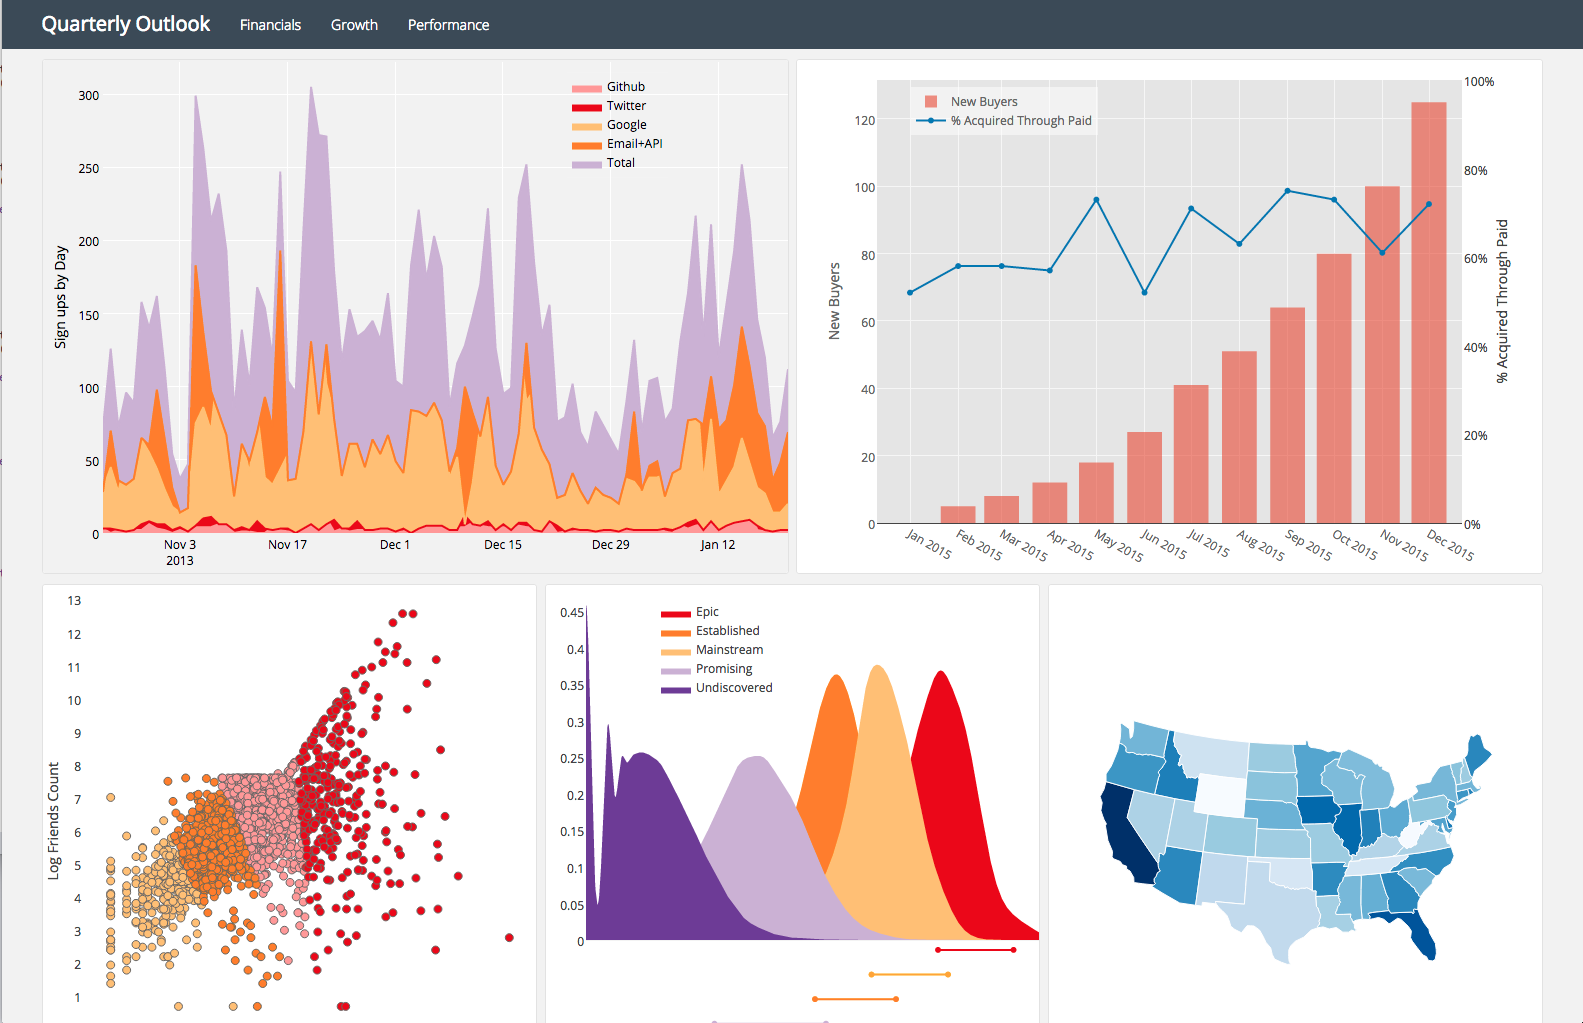 Quarterly Outlook Financials Growth Performance
Github
Twitter
Google
Email+API
Total
300
250
200
150
100
50
0
Sign ups by Day
Nov 3 Nov 17 Dec 1 Dec 15 Dec 29 Jan 12
2013
New Buyers
% Acquired Through Paid
120
100
80
60
40
20
0
New Buyers
100%
80%
60%
40%
20%
0%
% Acquired Through Paid
Jan 2015 Feb 2015 Mar 2015 Apr 2015 May 2015 Jun 2015 Jul 2015 Aug 2015 Sep 2015 Oct 2015 Nov 2015 Dec 2015
13
12
11
10
9
8
7
6
5
4
3
2
1
Log Friends Count
Epic
Established
Mainstream
Promising
Undiscovered
0.45
0.4
0.35
0.3
0.25
0.2
0.15
0.1
0.05
0